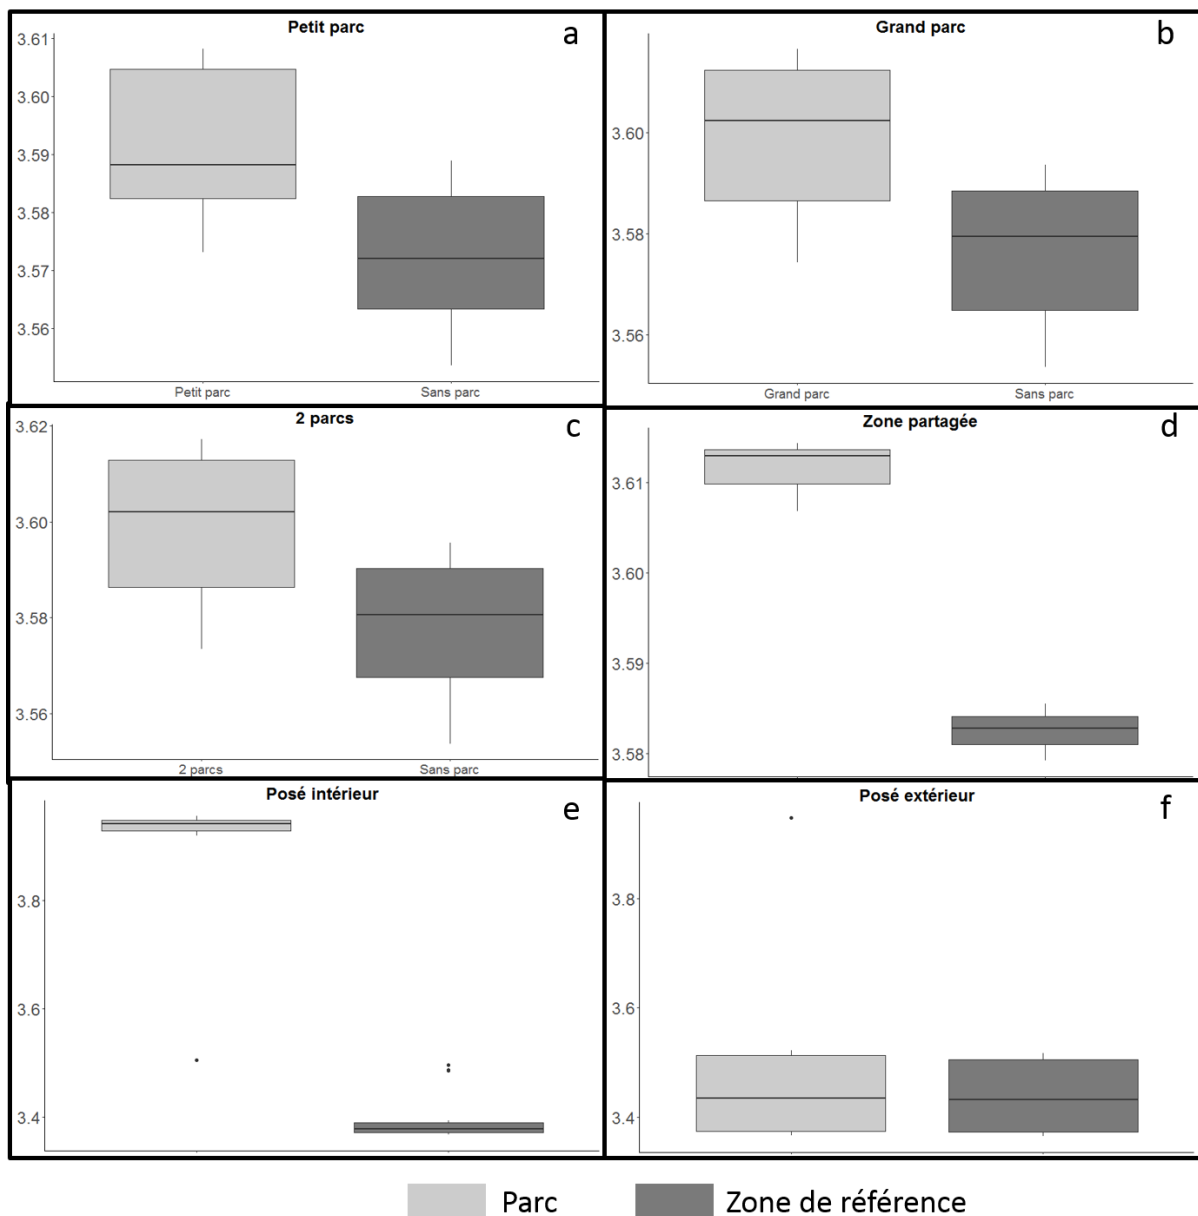 Petit parc
a
3.61
3.60
3.59
3.58
3.57
3.56
Petit parc
Sans parc
Grand parc
b
3.60
3.58
3.56
Grand parc
Sans parc
2 parcs
c
3.62
3.60
3.58
3.56
2 parcs
Sans parc
Zone partagée
d
3.61
3.60
3.59
3.58
Posé intérieur
e
3.8
3.6
3.4
Posé extérieur
f
3.8
3.6
3.4
Parc
Zone de référence